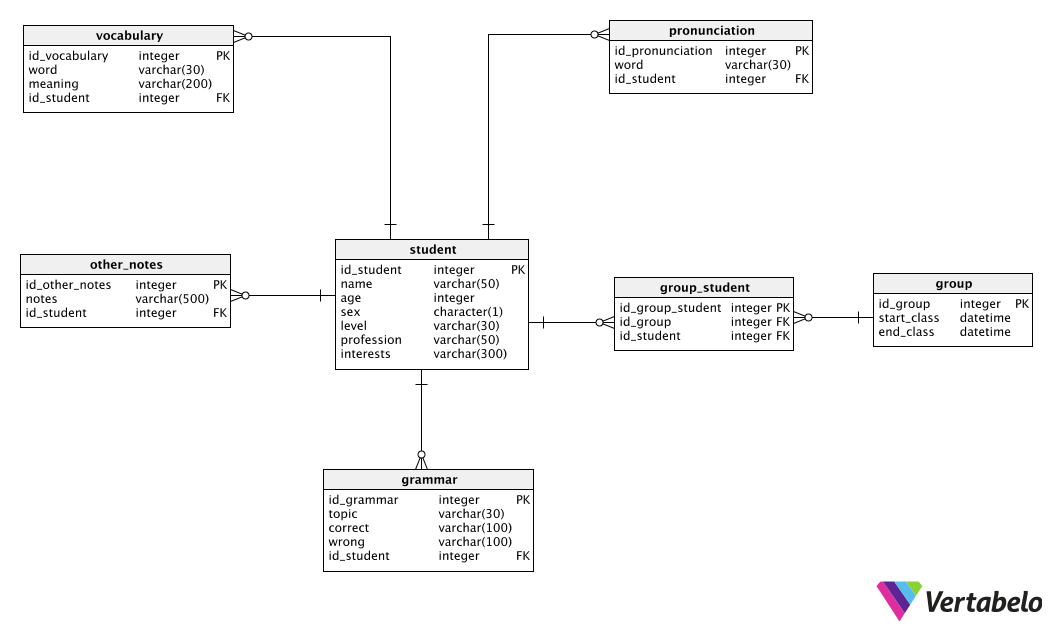 vocabulary
id_vocabulary integer PK
word varchar(30)
meaning varchar(200)
id_student integer FK
pronunciation
id_pronunciation integer PK
word varchar(30)
id_student integer FK
other_notes
id_other_notes integer PK
notes varchar(500)
id_student integer FK
student
id_student integer PK
name varchar(50)
age integer
sex character(1)
level varchar(30)
profession varchar(50)
interests varchar(300)
group_student
id_group_student integer PK
id_group integer FK
id_student integer FK
group
id_group integer PK
start_class datetime
end_class datetime
grammar
id_grammar integer PK
topic varchar(30)
correct varchar(100)
wrong varchar(100)
id_student integer FK
Vertabelo